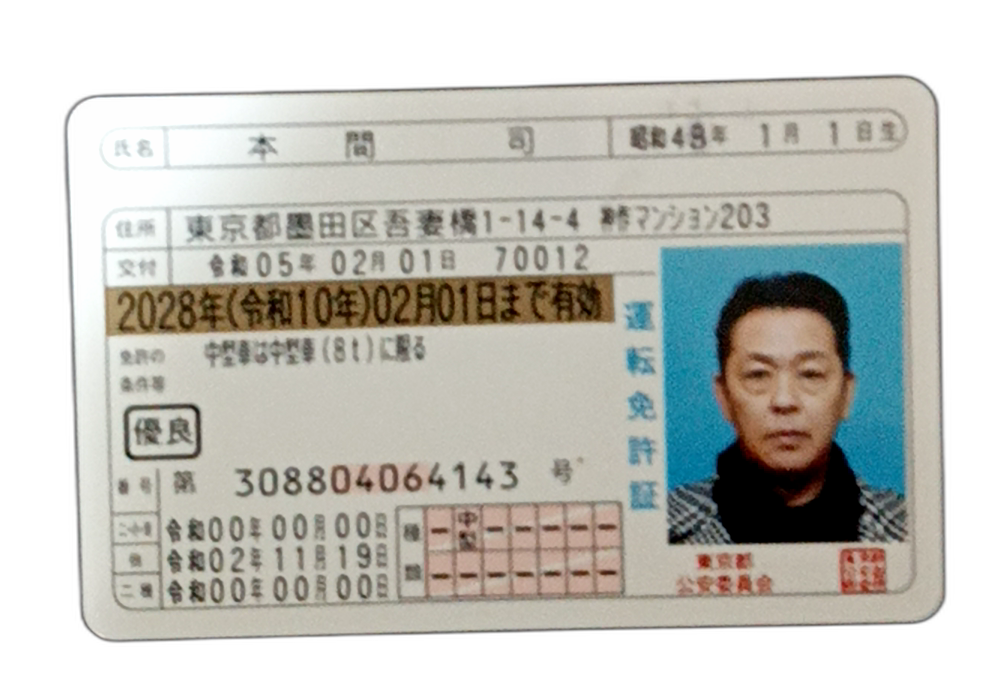 氏名 本間 司 昭和48年 1月 1日生
住所 東京都墨田区吾妻橋1-14-4 マンション203
交付 令和05年02月01日 70012
2028年(令和10年)02月01日まで有効
免許の 中型車は中型車(8t)に限る
条件等
優良
番号 第 308804064143 号
二・小・原 令和00年00月00日
他 令和02年11月19日
二種 令和00年00月00日
種類 中型
運転免許証
東京都
公安委員会